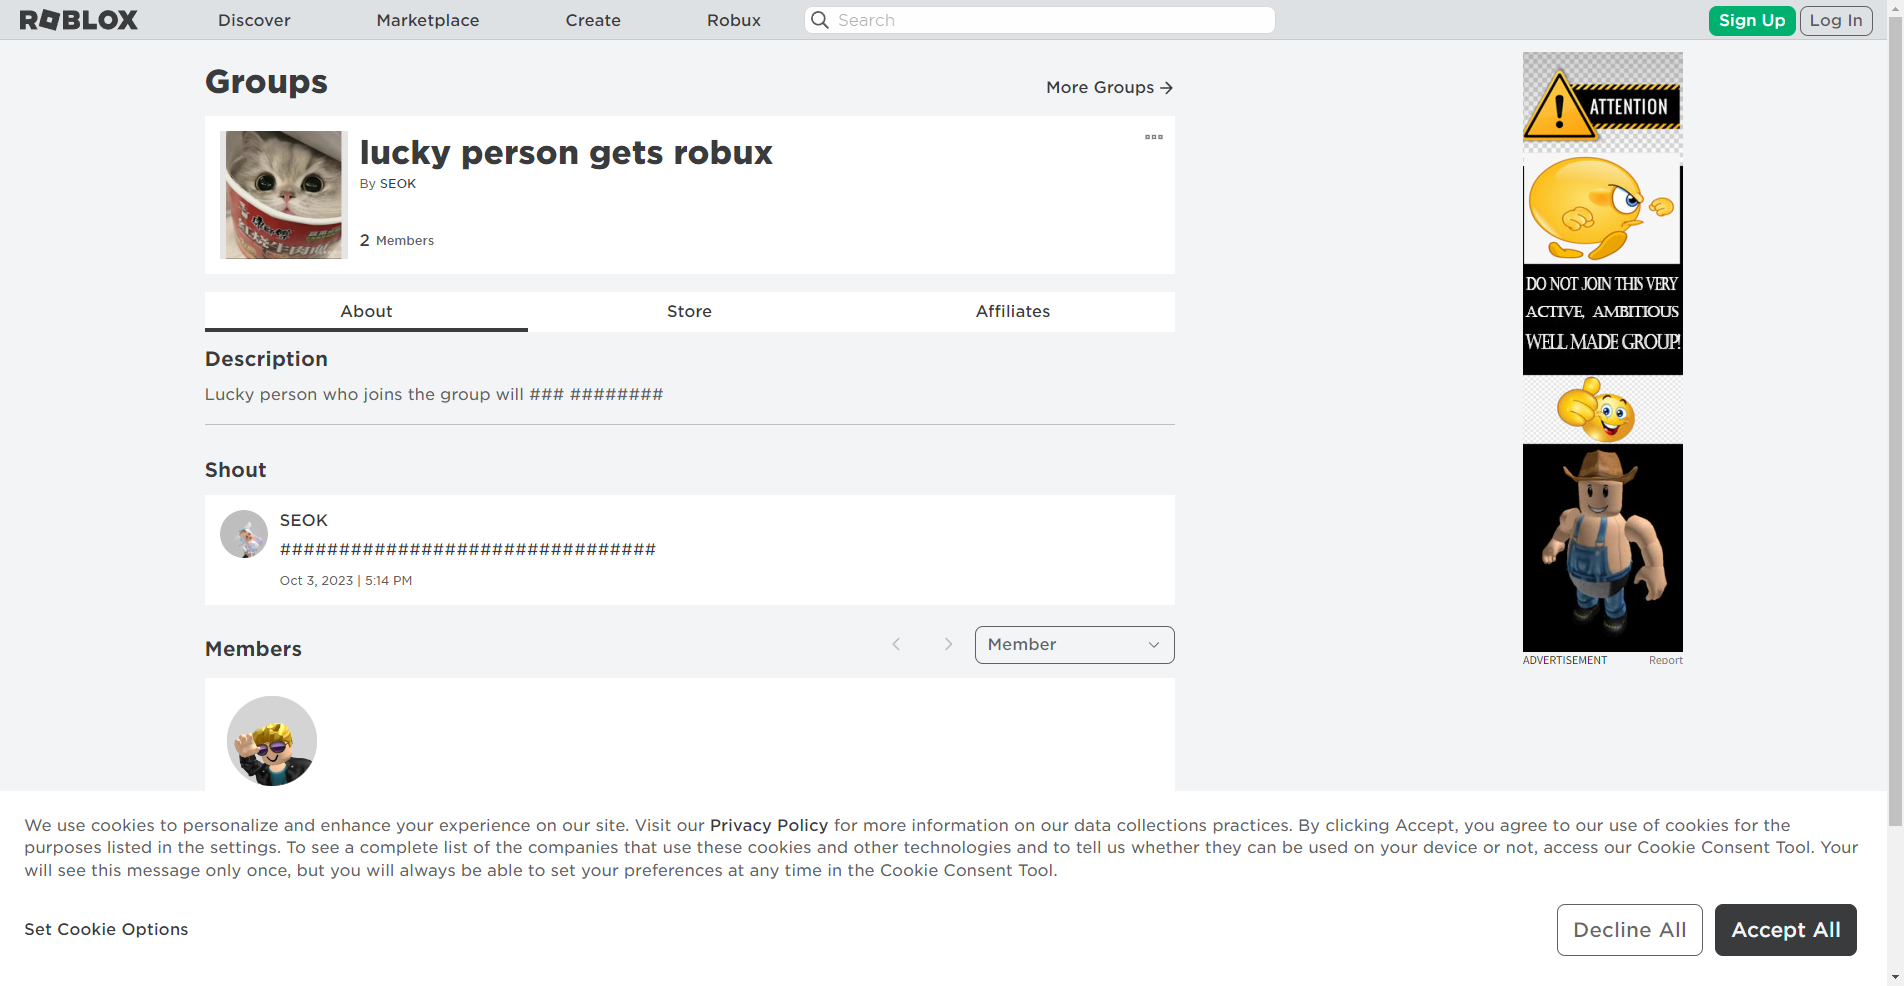 ROBLOX
Discover
Marketplace
Create
Robux
Search
Sign Up
Log In
Groups
More Groups
lucky person gets robux
By SEOK
2 Members
About
Store
Affiliates
Description
Lucky person who joins the group will ### ########
Shout
SEOK
################################
Oct 3, 2023 | 5:14 PM
Members
Member
ATTENTION
DO NOT JOIN THIS VERY
ACTIVE, AMBITIOUS
WELL MADE GROUP!
ADVERTISEMENT
Report
We use cookies to personalize and enhance your experience on our site. Visit our Privacy Policy for more information on our data collections practices. By clicking Accept, you agree to our use of cookies for the
purposes listed in the settings. To see a complete list of the companies that use these cookies and other technologies and to tell us whether they can be used on your device or not, access our Cookie Consent Tool. Your
will see this message only once, but you will always be able to set your preferences at any time in the Cookie Consent Tool.
Set Cookie Options
Decline All
Accept All